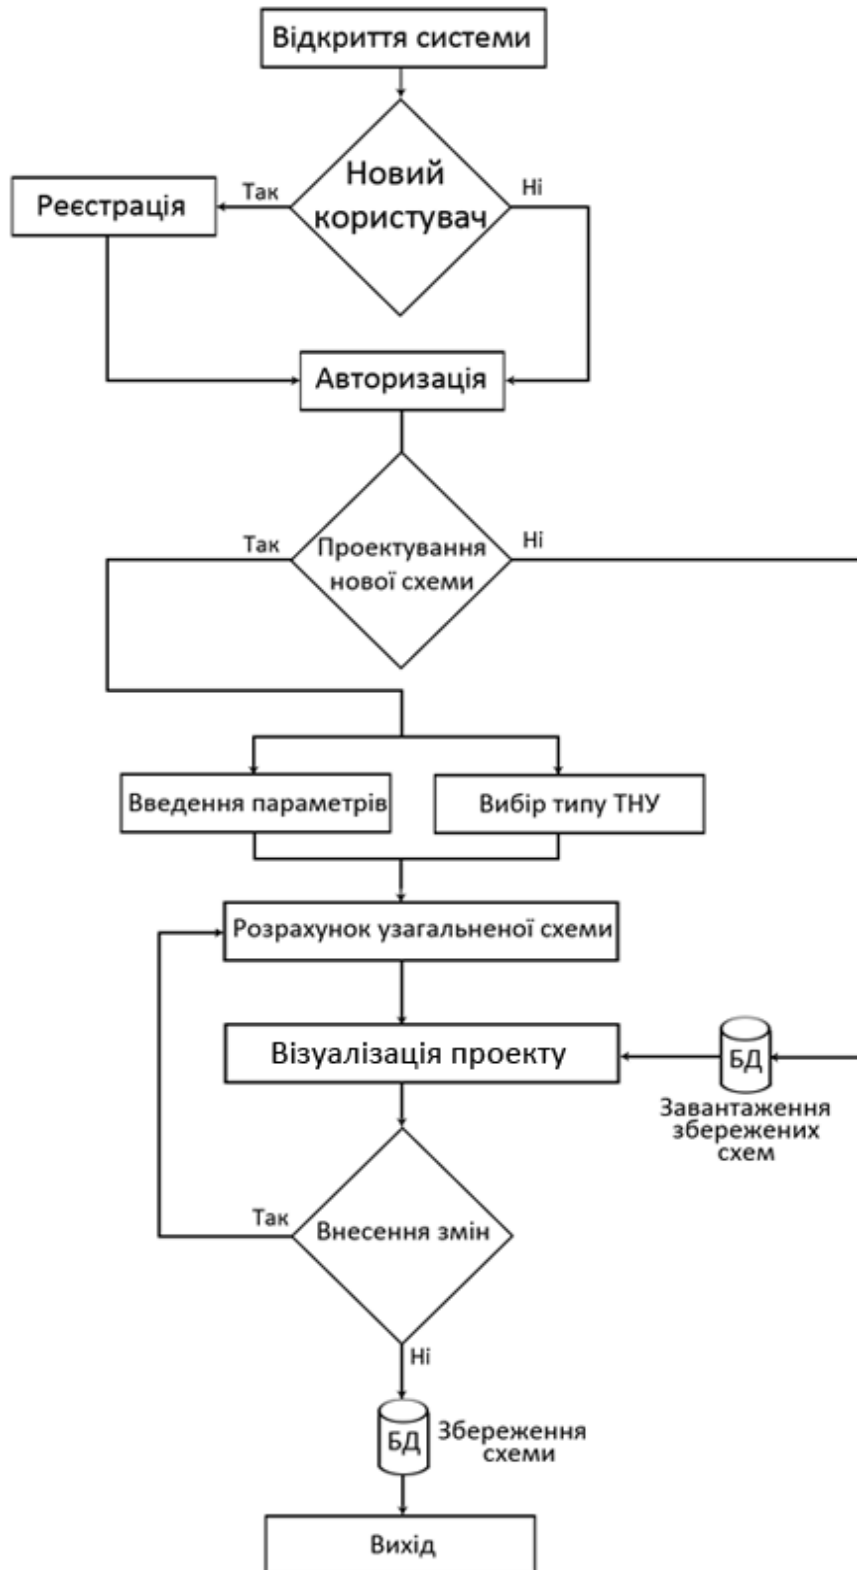 Відкриття системи
Новий
користувач
Так
Ні
Реєстрація
Авторизація
Так
Ні
Проектування
нової схеми
Введення параметрів
Вибір типу ТНУ
Розрахунок узагальненої схеми
Візуалізація проекту
БД
Завантаження
збережених
схем
Так
Внесення змін
Ні
БД
Збереження
схеми
Вихід